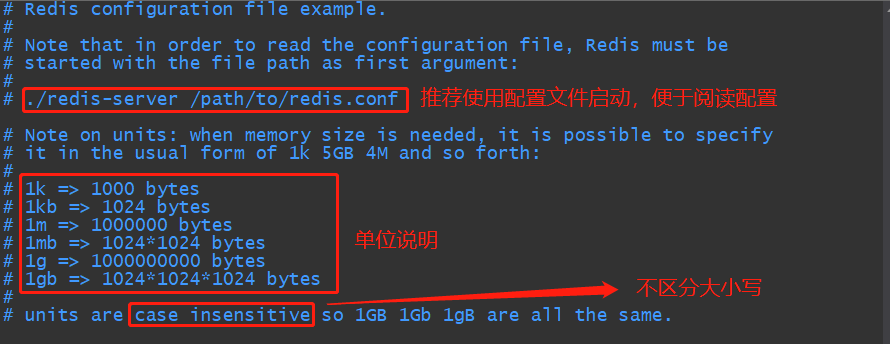 # Redis configuration file example.
#
# Note that in order to read the configuration file, Redis must be
# started with the file path as first argument:
#
# ./redis-server /path/to/redis.conf 推荐使用配置文件启动，便于阅读配置
# Note on units: when memory size is needed, it is possible to specify
# it in the usual form of 1k 5GB 4M and so forth:
#
# 1k => 1000 bytes
# 1kb => 1024 bytes
# 1m => 1000000 bytes
# 1mb => 1024*1024 bytes 单位说明
# 1g => 1000000000 bytes
# 1gb => 1024*1024*1024 bytes
# 不区分大小写
# units are case insensitive so 1GB 1Gb 1gB are all the same.